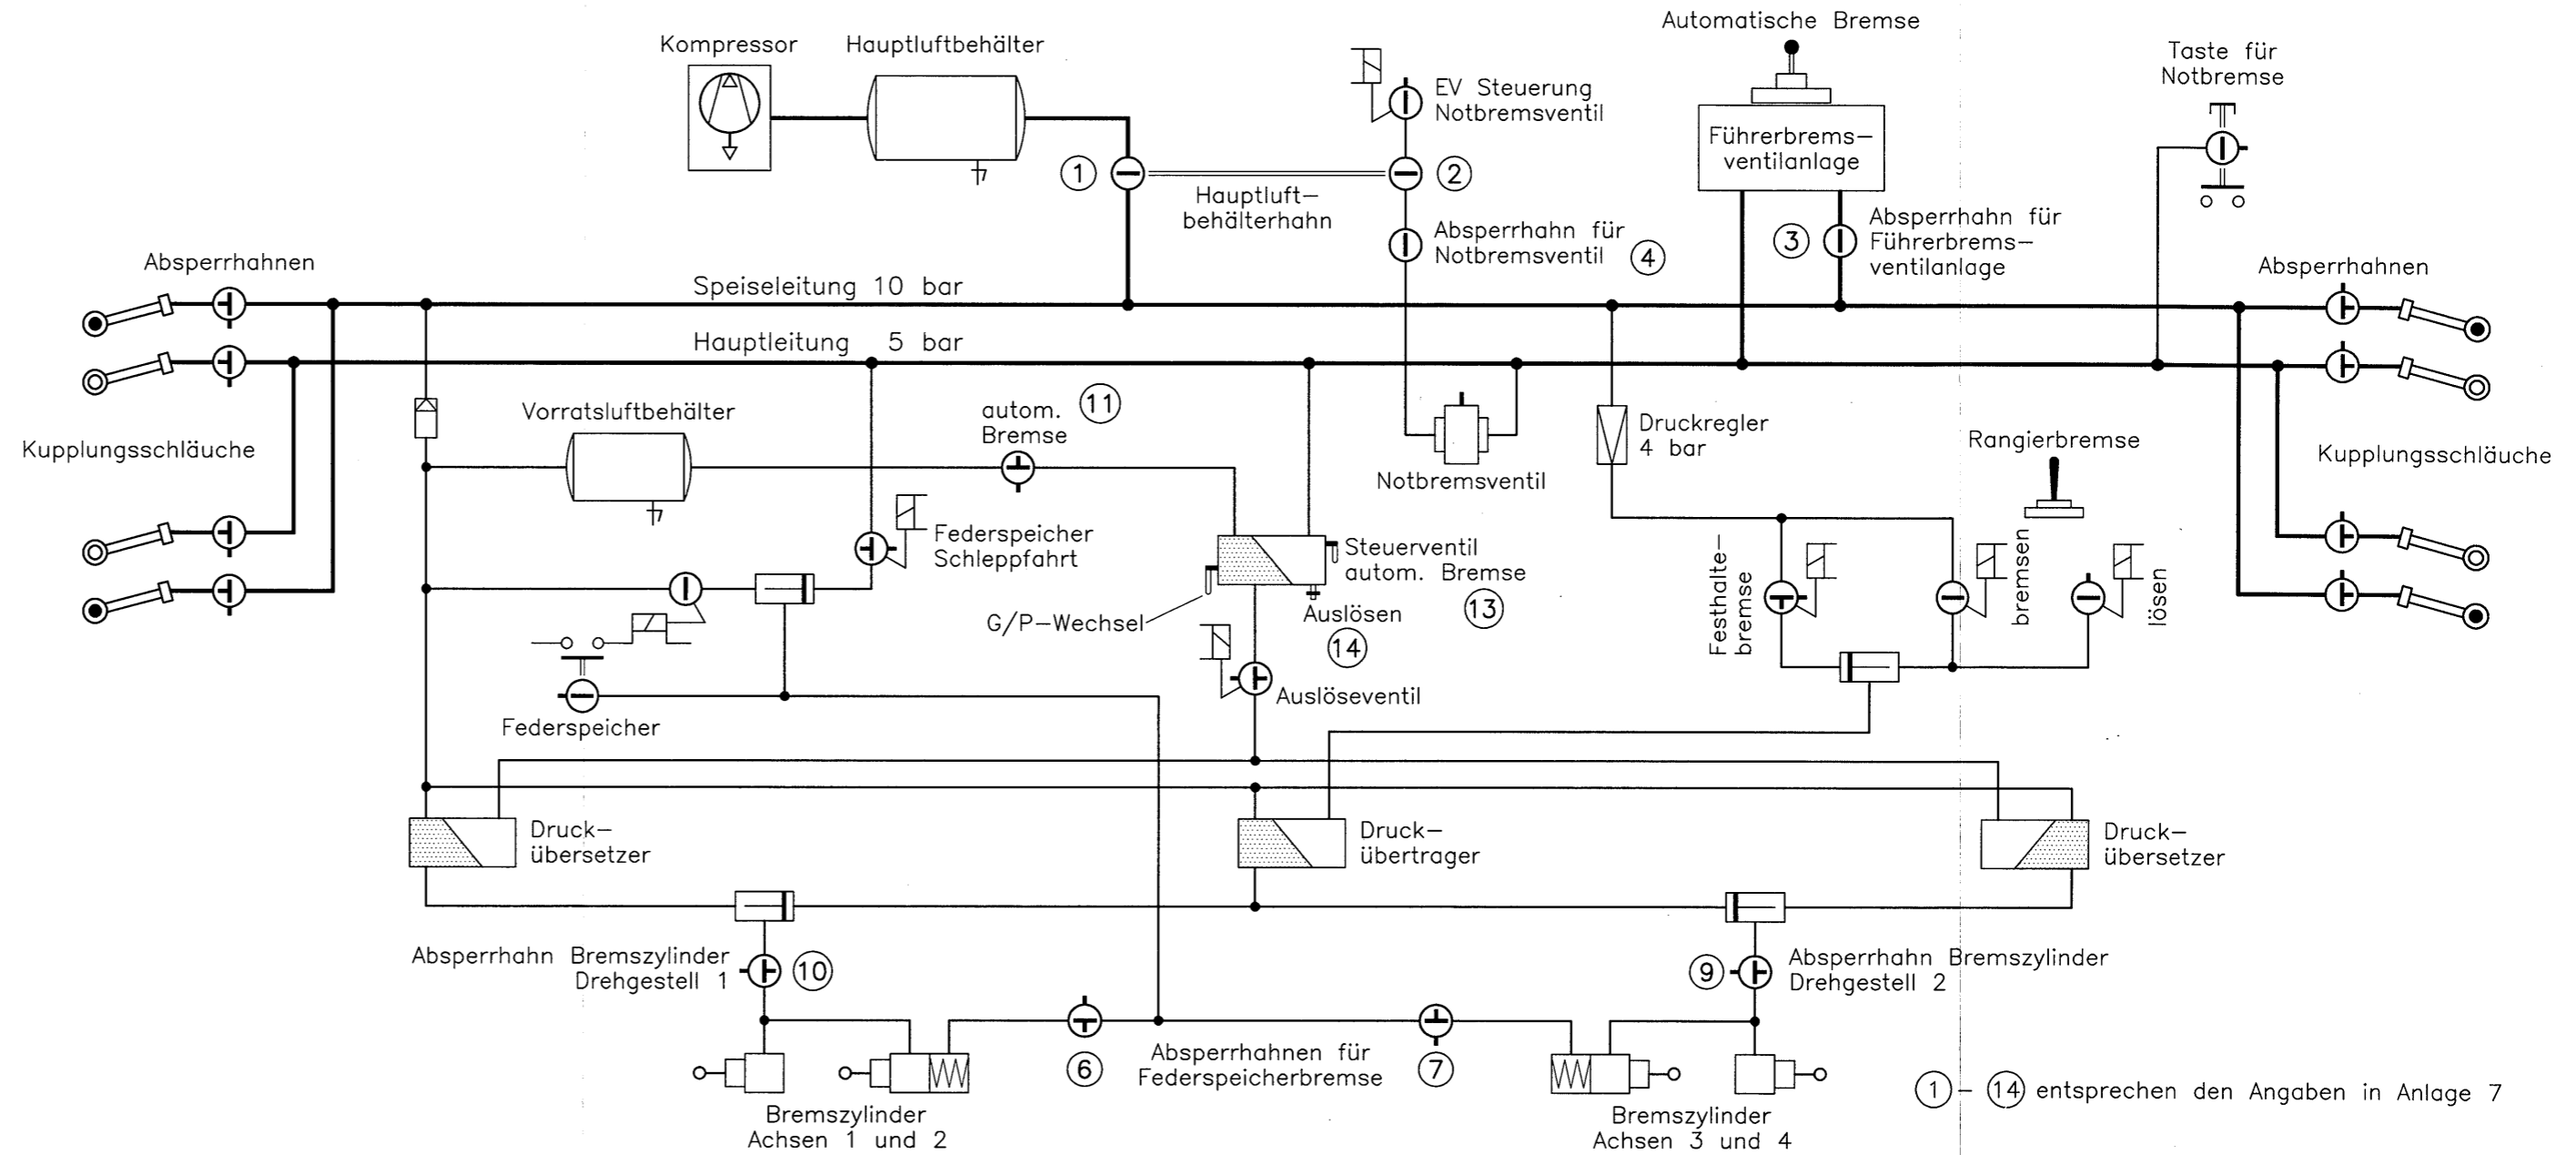 Automatische Bremse
Kompressor
Hauptluftbehälter
Taste für
Notbremse
EV Steuerung
Notbremsventil
Führerbrems-
ventilanlage
1
2
Hauptluft-
behälterhahn
Absperrhahn für
Notbremsventil
4
3
Absperrhahn für
Führerbrems-
ventilanlage
Absperrhahnen
Absperrhahnen
Speiseleitung 10 bar
Hauptleitung 5 bar
Vorratsluftbehälter
autom.
Bremse
11
Druckregler
4 bar
Rangierbremse
Kupplungsschläuche
Kupplungsschläuche
Notbremsventil
Federspeicher
Schleppfahrt
Steuerventil
autom. Bremse
13
G/P-Wechsel
Auslösen
14
Festhalte-
bremse
bremsen
lösen
Auslöseventil
Federspeicher
Druck-
übersetzer
Druck-
übertrager
Druck-
übersetzer
Absperrhahn Bremszylinder
Drehgestell 1
10
9
Absperrhahn Bremszylinder
Drehgestell 2
6
Absperrhahnen für
Federspeicherbremse
7
Bremszylinder
Achsen 1 und 2
Bremszylinder
Achsen 3 und 4
1 - 14 entsprechen den Angaben in Anlage 7